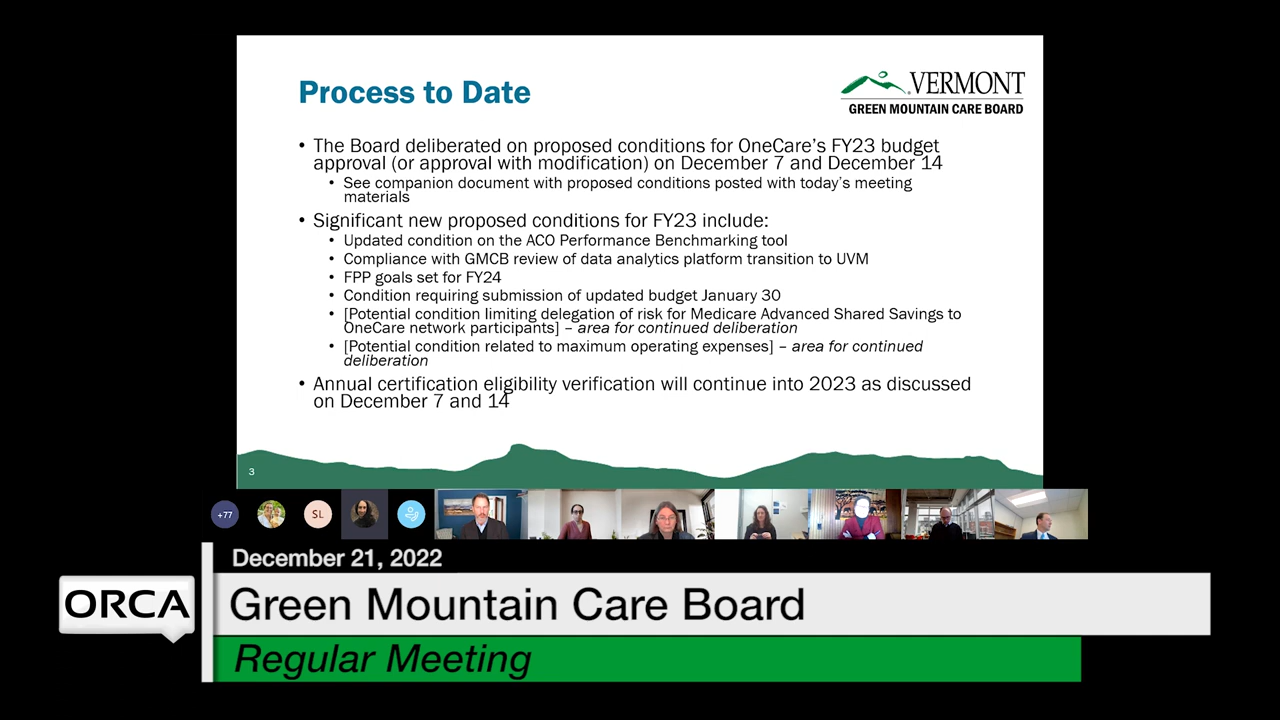 Process to Date
VERMONT
GREEN MOUNTAIN CARE BOARD
• The Board deliberated on proposed conditions for OneCare's FY23 budget
approval (or approval with modification) on December 7 and December 14
• See companion document with proposed conditions posted with today's meeting
materials
• Significant new proposed conditions for FY23 include:
• Updated condition on the ACO Performance Benchmarking tool
• Compliance with GMCB review of data analytics platform transition to UVM
• FPP goals set for FY24
• Condition requiring submission of updated budget January 30
• [Potential condition limiting delegation of risk for Medicare Advanced Shared Savings to
OneCare network participants] – area for continued deliberation
• [Potential condition related to maximum operating expenses] – area for continued
deliberation
• Annual certification eligibility verification will continue into 2023 as discussed
on December 7 and 14
3
+77
SL
December 21, 2022
ORCA
Green Mountain Care Board
Regular Meeting